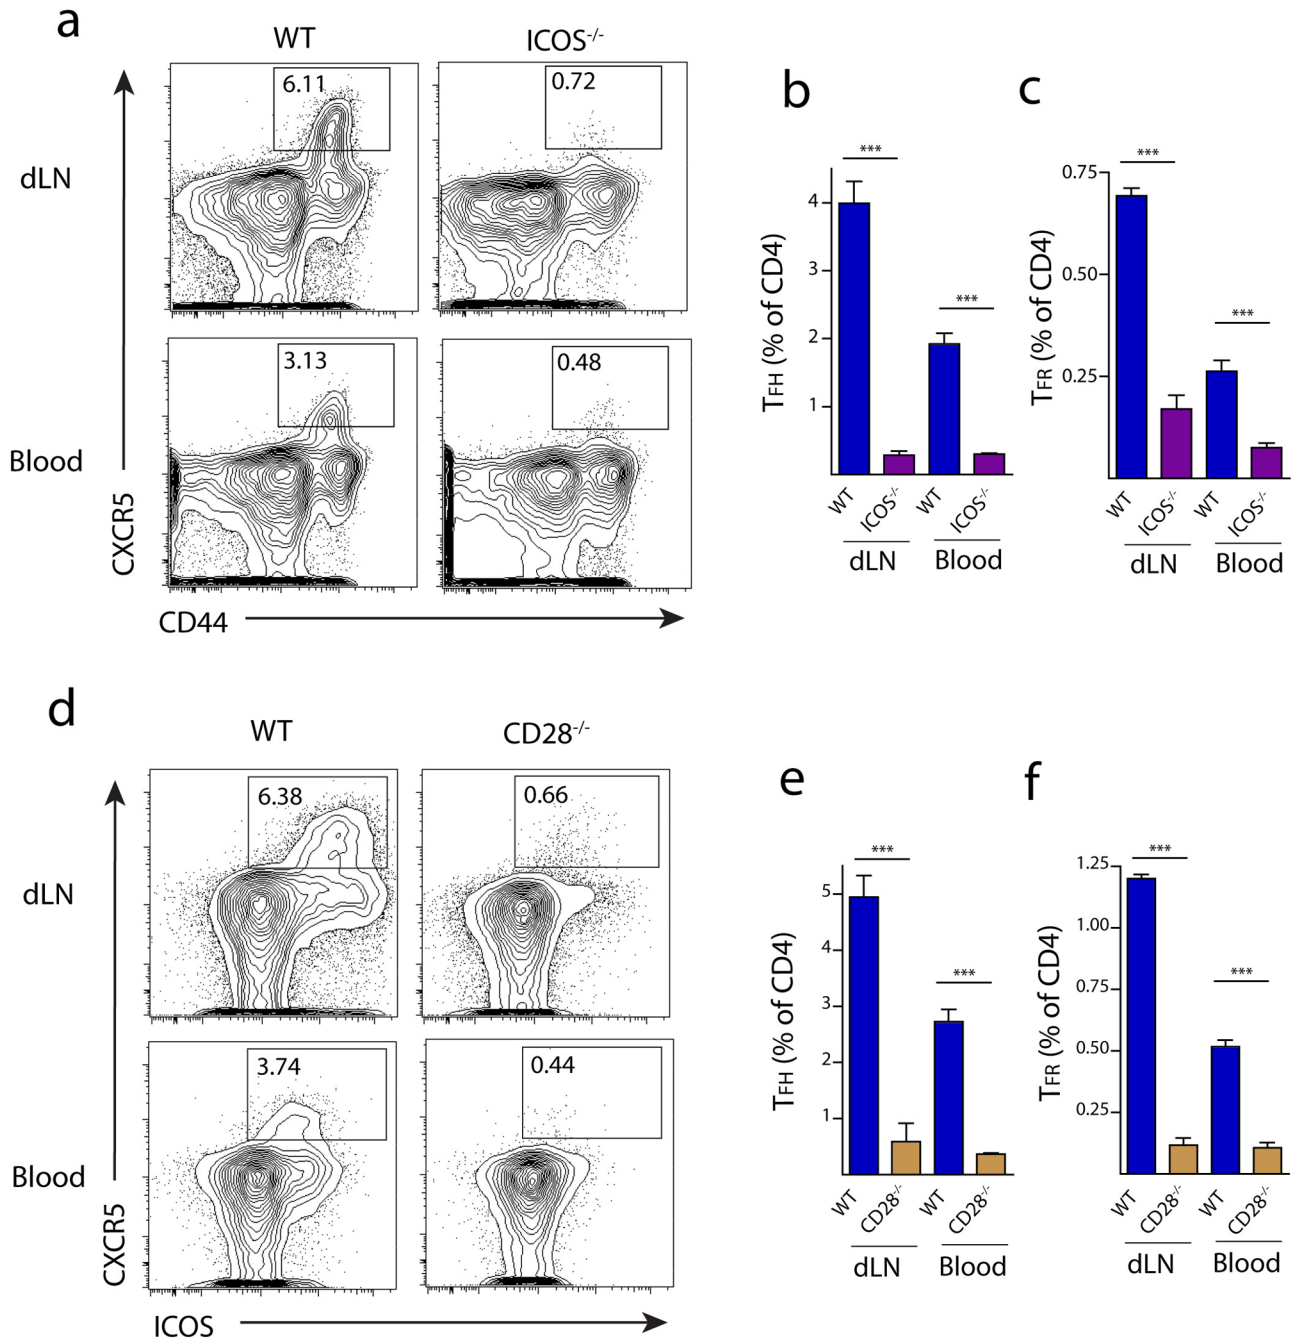 a
WT
ICOS-/-
dLN
6.11
0.72
Blood
3.13
0.48
CXCR5
CD44
b
***
***
TFH (% of CD4)
4
3
2
1
WT
ICOS-/-
WT
ICOS-/-
dLN
Blood
c
***
***
TFR (% of CD4)
0.75
0.50
0.25
WT
ICOS-/-
WT
ICOS-/-
dLN
Blood
d
WT
CD28-/-
dLN
6.38
0.66
Blood
3.74
0.44
CXCR5
ICOS
e
***
***
TFH (% of CD4)
5
4
3
2
1
WT
CD28-/-
WT
CD28-/-
dLN
Blood
f
***
***
TFR (% of CD4)
1.25
1.00
0.75
0.50
0.25
WT
CD28-/-
WT
CD28-/-
dLN
Blood